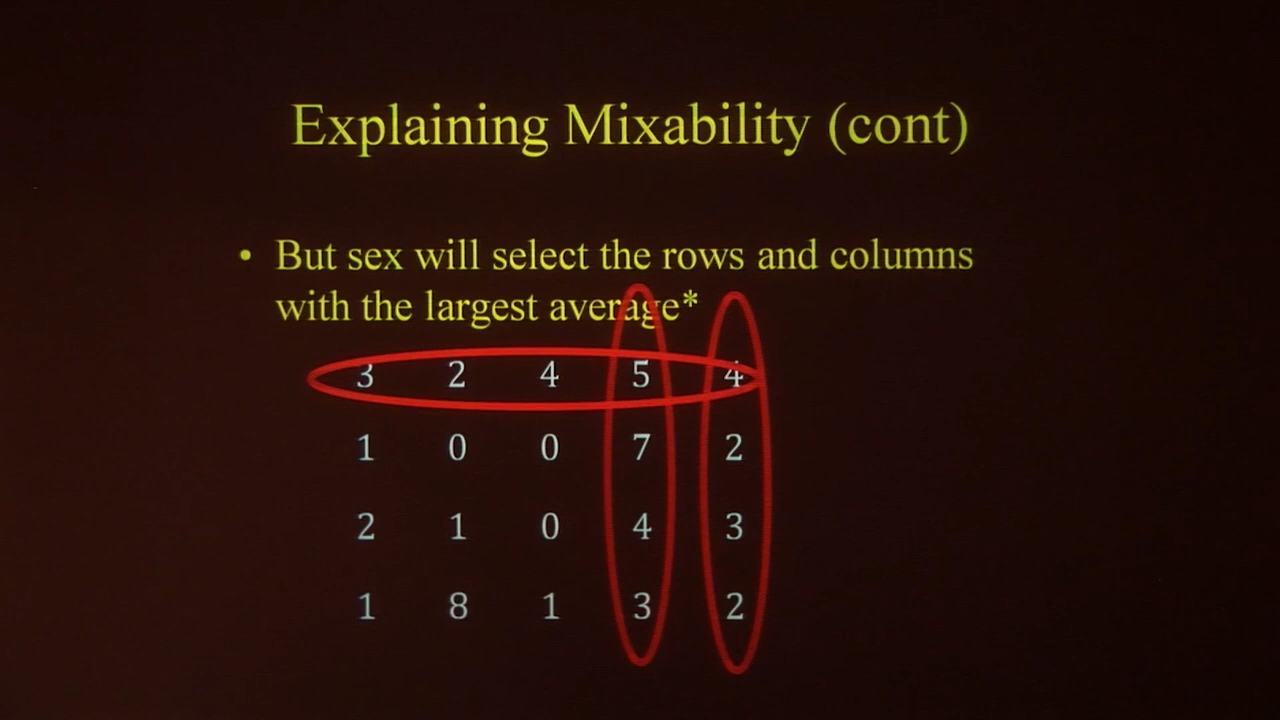 Explaining Mixability (cont)
• But sex will select the rows and columns
with the largest average*
3 2 4 5 4
1 0 0 7 2
2 1 0 4 3
1 8 1 3 2